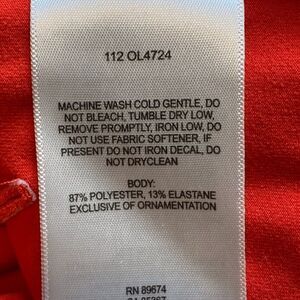 112 OL4724
MACHINE WASH COLD GENTLE, DO
NOT BLEACH, TUMBLE DRY LOW,
REMOVE PROMPTLY, IRON LOW, DO
NOT USE FABRIC SOFTENER, IF
PRESENT DO NOT IRON DECAL, DO
NOT DRYCLEAN
BODY:
87% POLYESTER, 13% ELASTANE
EXCLUSIVE OF ORNAMENTATION
RN 89674